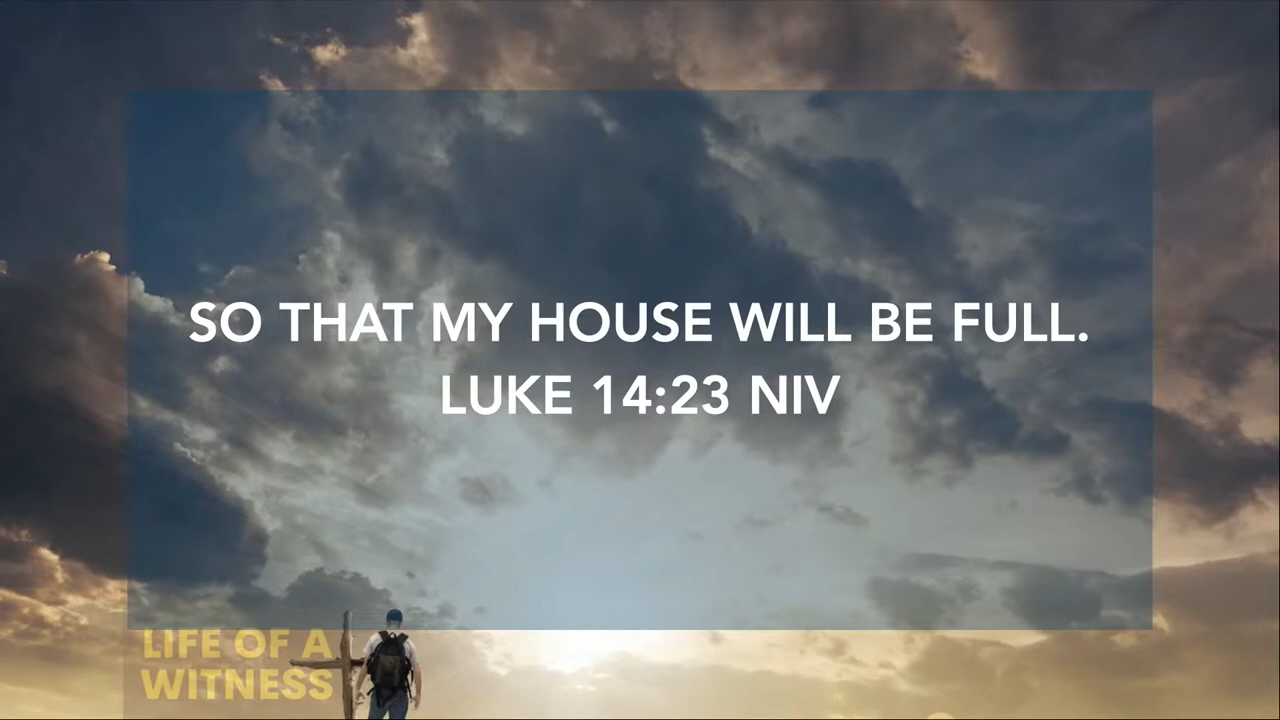 SO THAT MY HOUSE WILL BE FULL.
LUKE 14:23 NIV
LIFE OF A
WITNESS